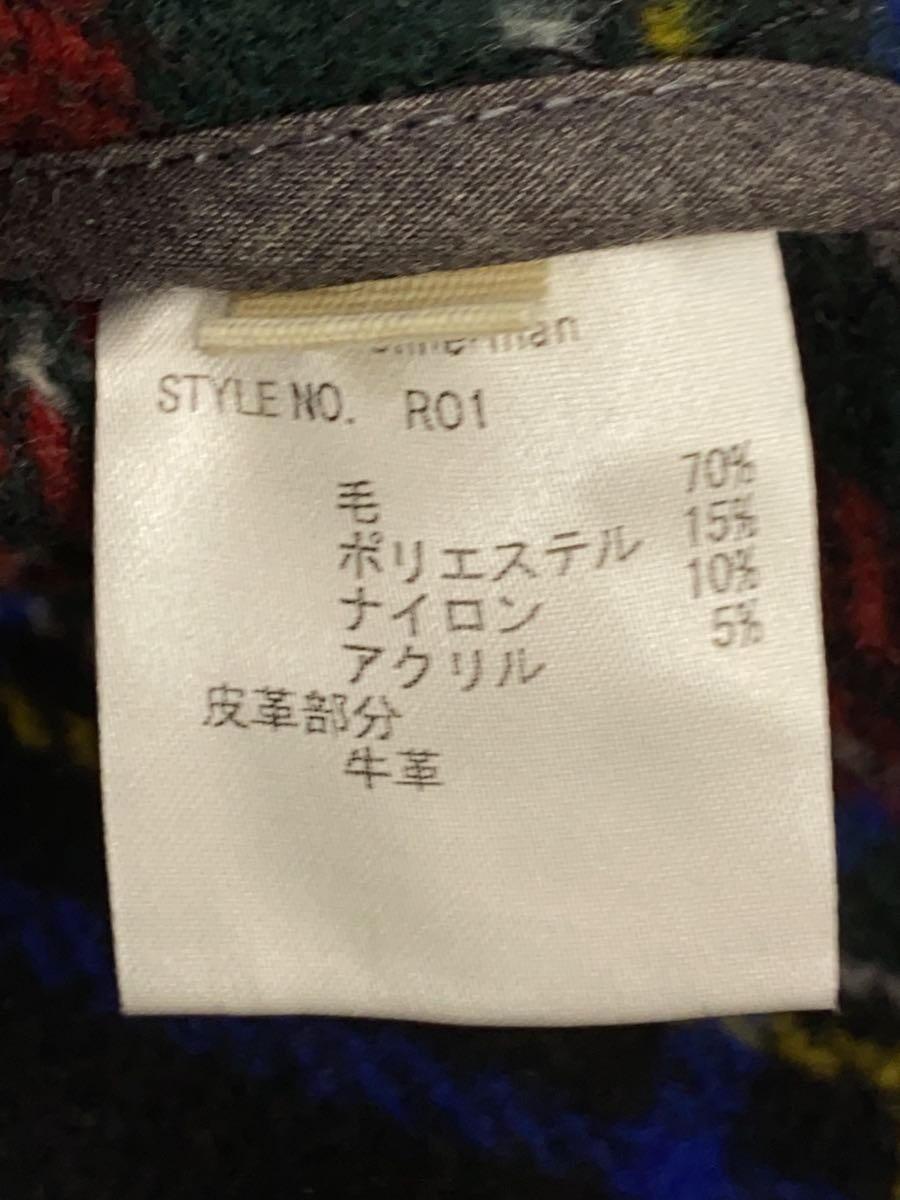 STYLE NO. R01
毛 70%
ポリエステル 15%
ナイロン 10%
アクリル 5%
皮革部分
牛革